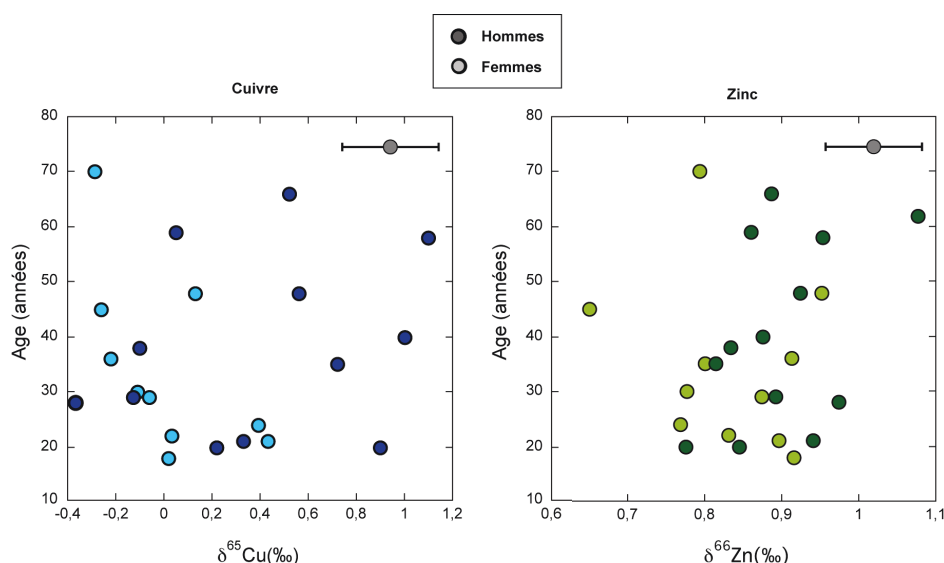 Hommes
Femmes
Cuivre
Age (années)
80
70
60
50
40
30
20
10
-0,4 -0,2 0 0,2 0,4 0,6 0,8 1 1,2
δ⁶⁵Cu(‰)
Zinc
Age (années)
80
70
60
50
40
30
20
10
0,6 0,7 0,8 0,9 1 1,1
δ⁶⁶Zn(‰)